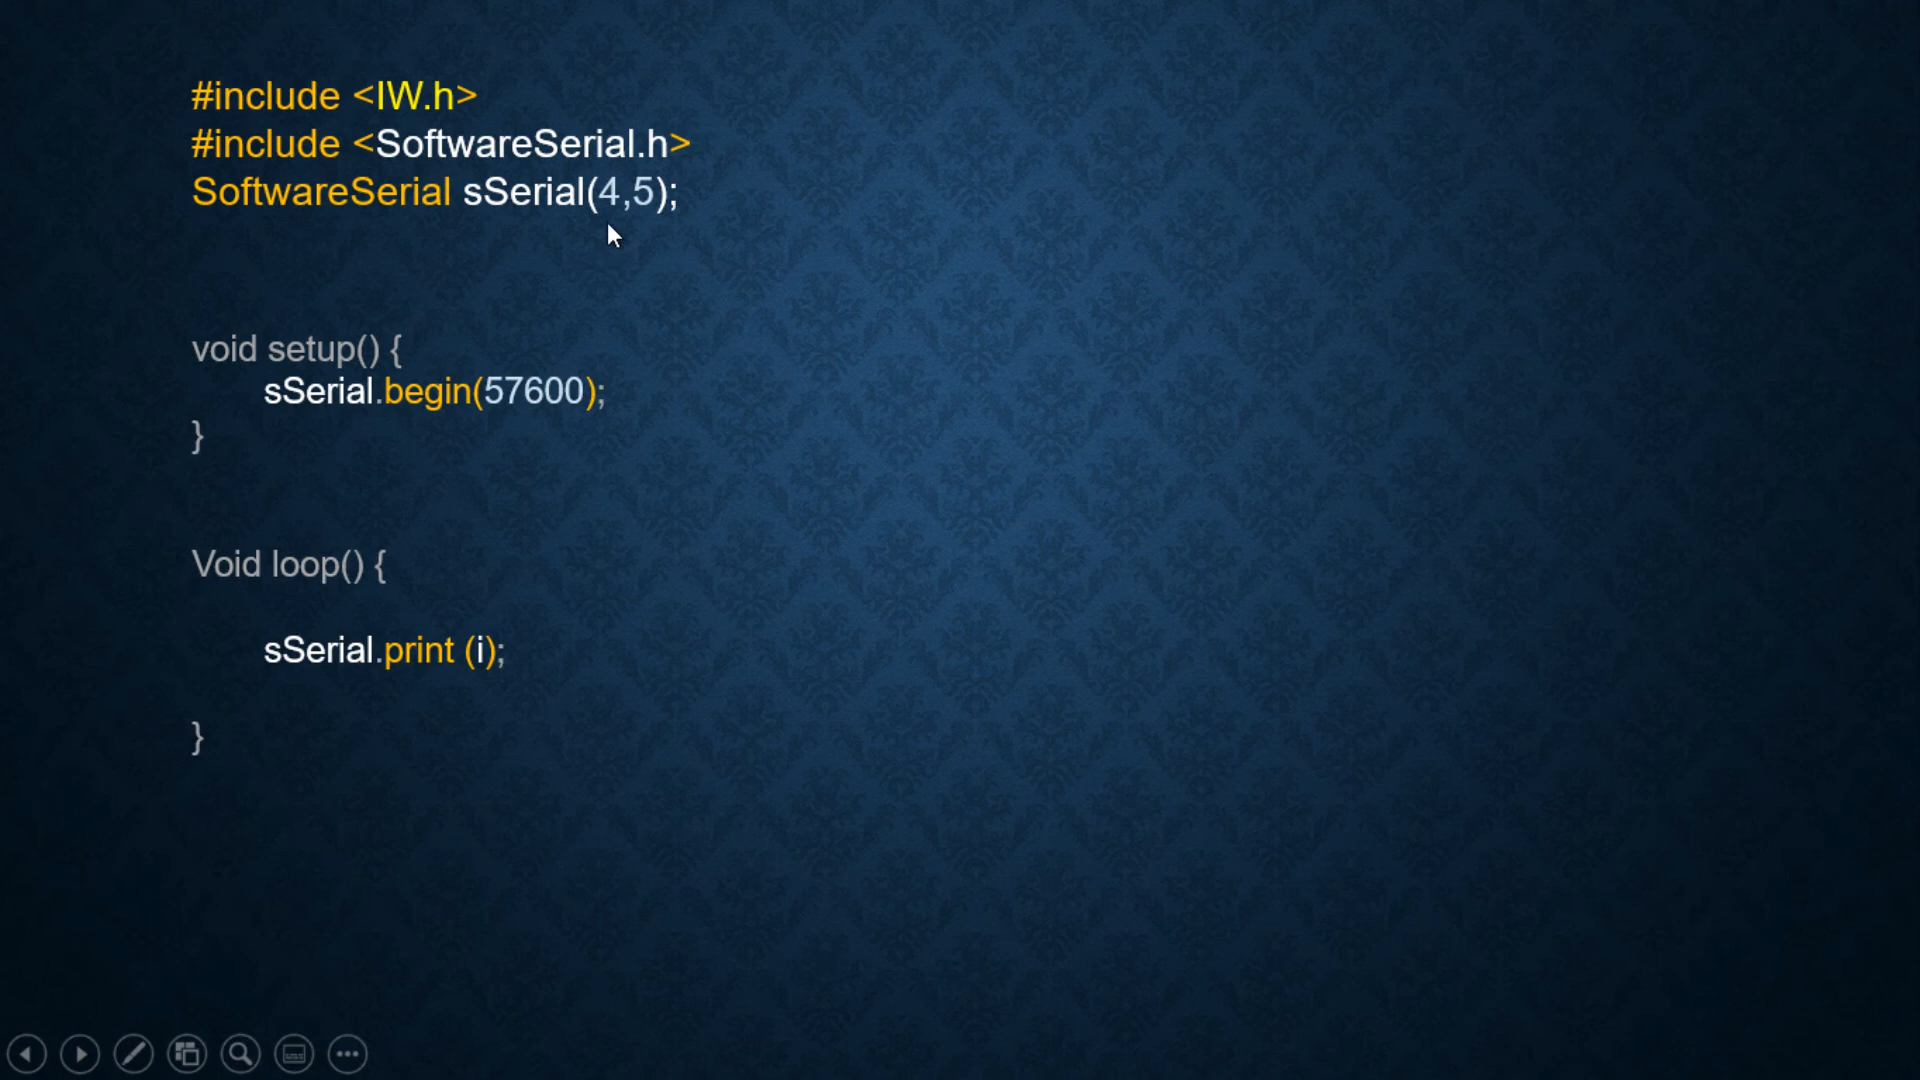 #include <IW.h>
#include <SoftwareSerial.h>
SoftwareSerial sSerial(4,5);
void setup() {
sSerial.begin(57600);
}
Void loop() {
sSerial.print (i);
}